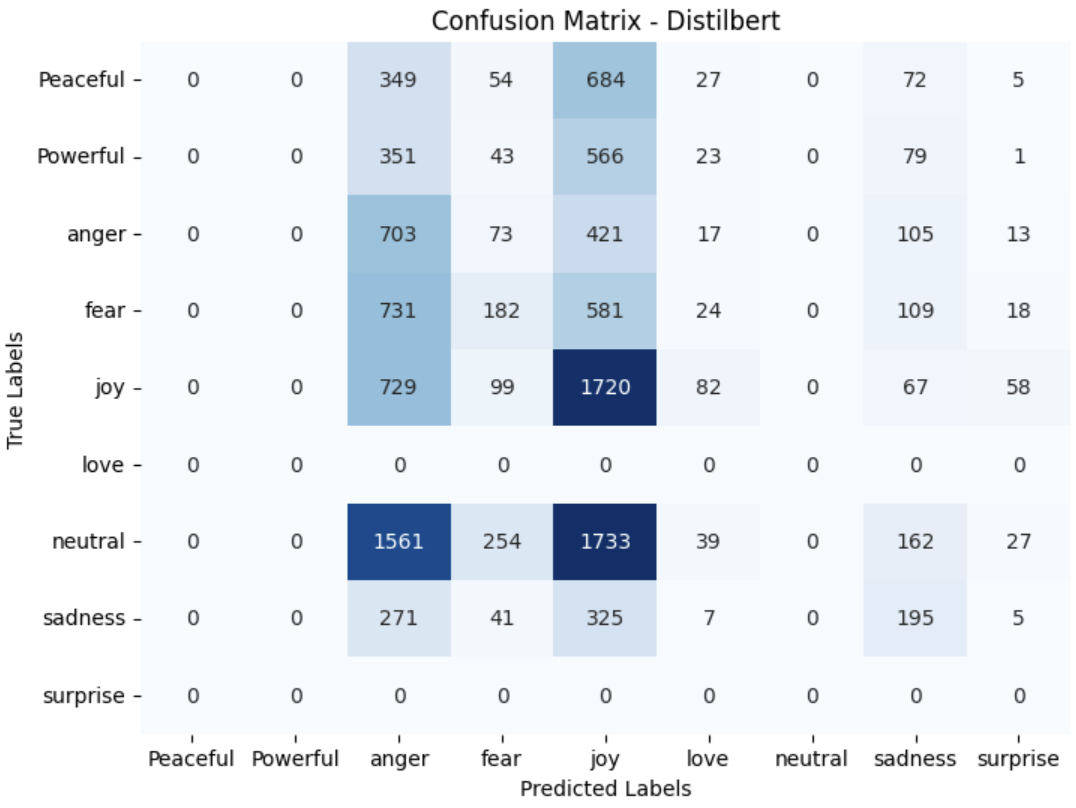 Confusion Matrix - Distilbert
True Labels
Peaceful 0 0 349 54 684 27 0 72 5
Powerful 0 0 351 43 566 23 0 79 1
anger 0 0 703 73 421 17 0 105 13
fear 0 0 731 182 581 24 0 109 18
joy 0 0 729 99 1720 82 0 67 58
love 0 0 0 0 0 0 0 0 0
neutral 0 0 1561 254 1733 39 0 162 27
sadness 0 0 271 41 325 7 0 195 5
surprise 0 0 0 0 0 0 0 0 0
Peaceful Powerful anger fear joy love neutral sadness surprise
Predicted Labels